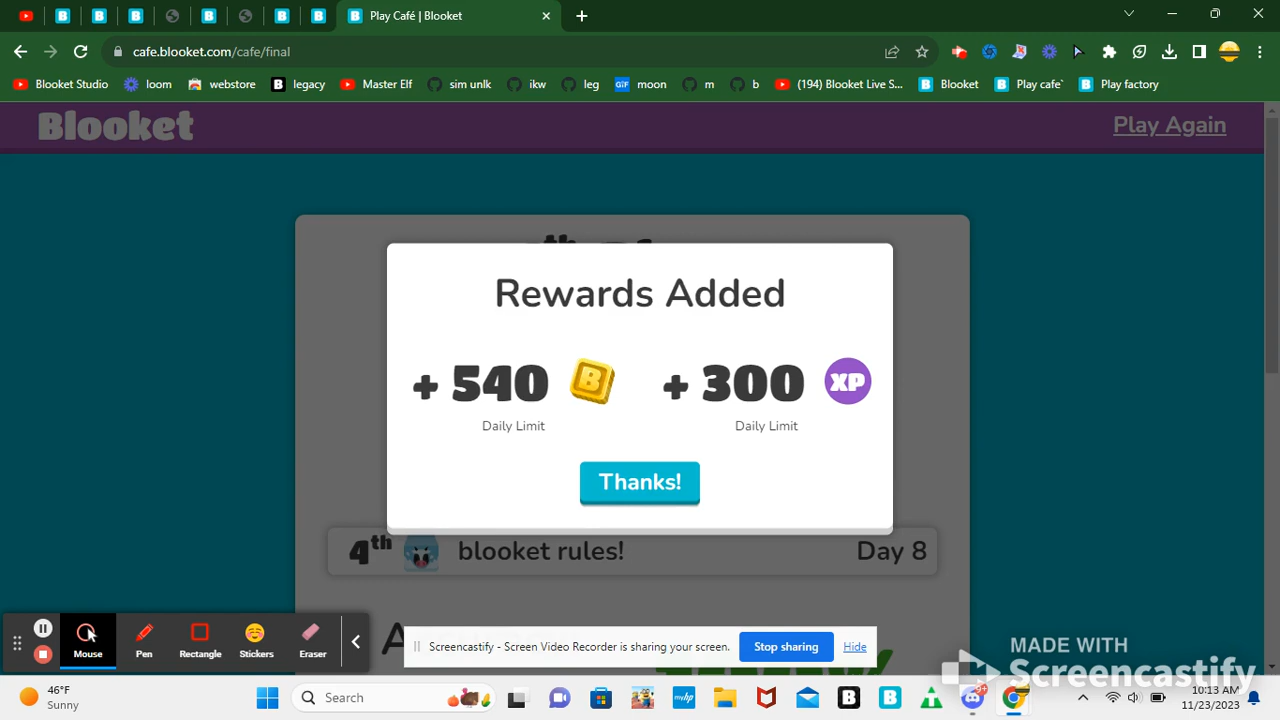 Play Café | Blooket
cafe.blooket.com/cafe/final
Blooket Studio
loom
webstore
legacy
Master Elf
sim unlk
ikw
leg
GIF
moon
m
b
(194) Blooket Live S...
Blooket
Play cafe`
Play factory
Blooket
Play Again
Rewards Added
+ 540
B
+ 300
XP
Daily Limit
Daily Limit
Thanks!
4th
blooket rules!
Day 8
Mouse
Pen
Rectangle
Stickers
Eraser
Screencastify - Screen Video Recorder is sharing your screen.
Stop sharing
Hide
MADE WITH
Screencastify
46°F
Sunny
Search
10:13 AM
11/23/2023